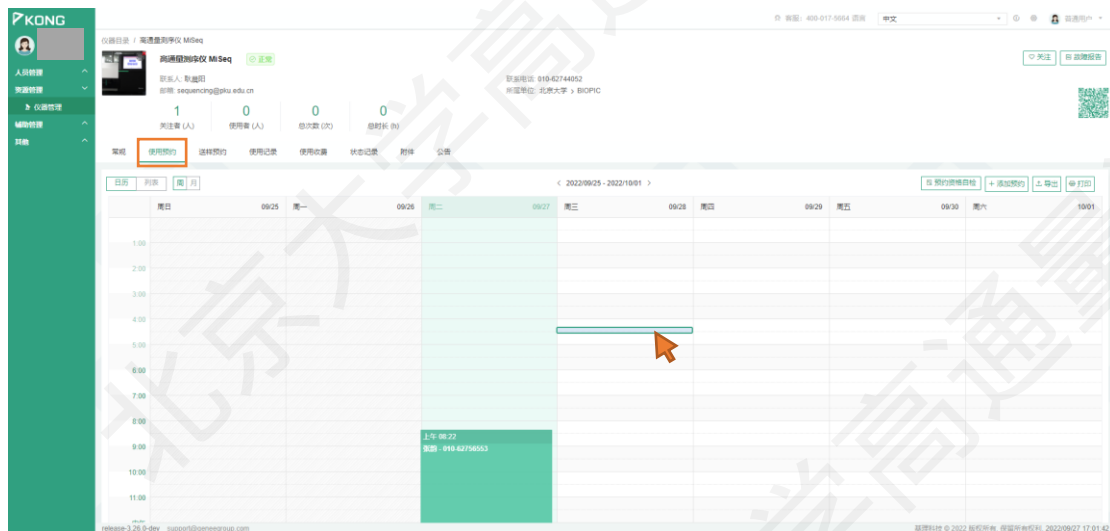 PKONG
客服：400-017-5664 语言 中文
普通用户
仪器目录 / 高通量测序仪 MiSeq
人员管理
资源管理
仪器管理
辅助管理
其他
高通量测序仪 MiSeq 正常
关注 故障报告
联系电话: 010-62744052
邮箱: sequencing@pku.edu.cn
所属单位: 北京大学 > BIOPIC
1 0 0 0
关注者 (人) 使用者 (人) 总次数 (次) 总时长 (h)
常规 使用预约 送样预约 使用记录 使用收费 状态记录 附件 公告
日历 列表 周 月
< 2022/09/25 - 2022/10/01 >
预约资格自检 + 添加预约 导出 打印
周日 09/25 周一 09/26 周二 09/27 周三 09/28 周四 09/29 周五 09/30 周六 10/01
1:00
2:00
3:00
4:00
5:00
6:00
7:00
8:00
上午 08:22
9:00
张韵 - 010-62756553
10:00
11:00
release-3.26.0-dev support@geneegroup.com
基理科技 © 2022 版权所有. 保留所有权利. 2022/09/27 17:01:42
北京大学高通量